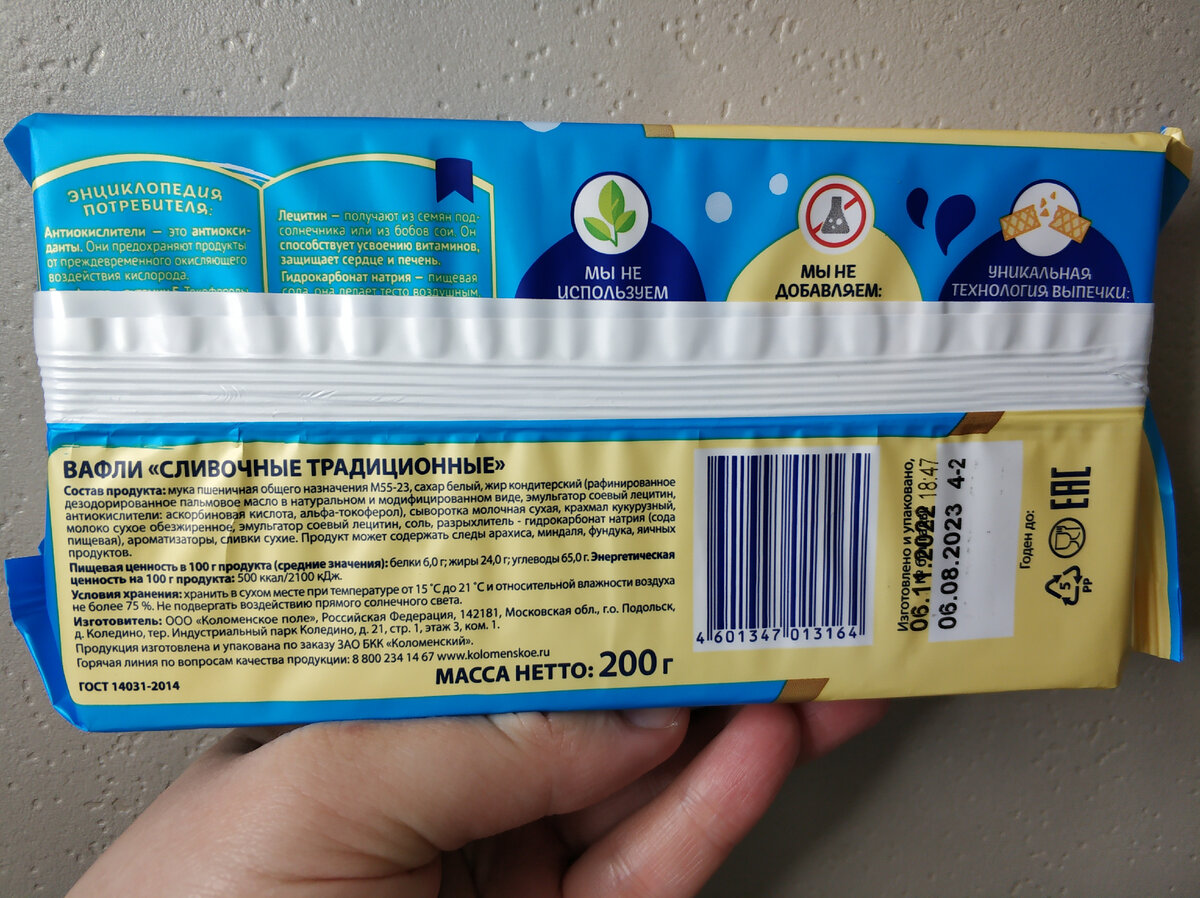 ЭНЦИКЛОПЕДИЯ
ПОТРЕБИТЕЛЯ:
Антиокислители — это антиокси-
данты. Они предохраняют продукты
от преждевременного окисляющего
воздействия кислорода.
Лецитин — получают из семян под-
солнечника или из бобов сои. Он
способствует усвоению витаминов,
защищает сердце и печень.
Гидрокарбонат натрия — пищевая
сода, она делает тесто воздушным.
МЫ НЕ
ИСПОЛЬЗУЕМ
МЫ НЕ
ДОБАВЛЯЕМ:
УНИКАЛЬНАЯ
ТЕХНОЛОГИЯ ВЫПЕЧКИ:
ВАФЛИ «СЛИВОЧНЫЕ ТРАДИЦИОННЫЕ»
Состав продукта: мука пшеничная общего назначения М55-23, сахар белый, жир кондитерский (рафинированное
дезодорированное пальмовое масло в натуральном и модифицированном виде, эмульгатор соевый лецитин,
антиокислители: аскорбиновая кислота, альфа-токоферол), сыворотка молочная сухая, крахмал кукурузный,
молоко сухое обезжиренное, эмульгатор соевый лецитин, соль, разрыхлитель - гидрокарбонат натрия (сода
пищевая), ароматизаторы, сливки сухие. Продукт может содержать следы арахиса, миндаля, фундука, яичных
продуктов.
Пищевая ценность в 100 г продукта (средние значения): белки 6,0 г; жиры 24,0 г; углеводы 65,0 г. Энергетическая
ценность на 100 г продукта: 500 ккал/2100 кДж.
Условия хранения: хранить в сухом месте при температуре от 15 °С до 21 °С и относительной влажности воздуха
не более 75 %. Не подвергать воздействию прямого солнечного света.
Изготовитель: ООО «Коломенское поле», Российская Федерация, 142181, Московская обл., г.о. Подольск,
д. Коледино, тер. Индустриальный парк Коледино, д. 21, стр. 1, этаж 3, ком. 1.
Продукция изготовлена и упакована по заказу ЗАО БКК «Коломенский».
Горячая линия по вопросам качества продукции: 8 800 234 14 67 www.kolomenskoe.ru
МАССА НЕТТО: 200 г
ГОСТ 14031-2014
4 601347 013164
Изготовлено и упаковано,
06.11.2022 18:47
06.08.2023 4-2
Годен до:
EAC
5
PP